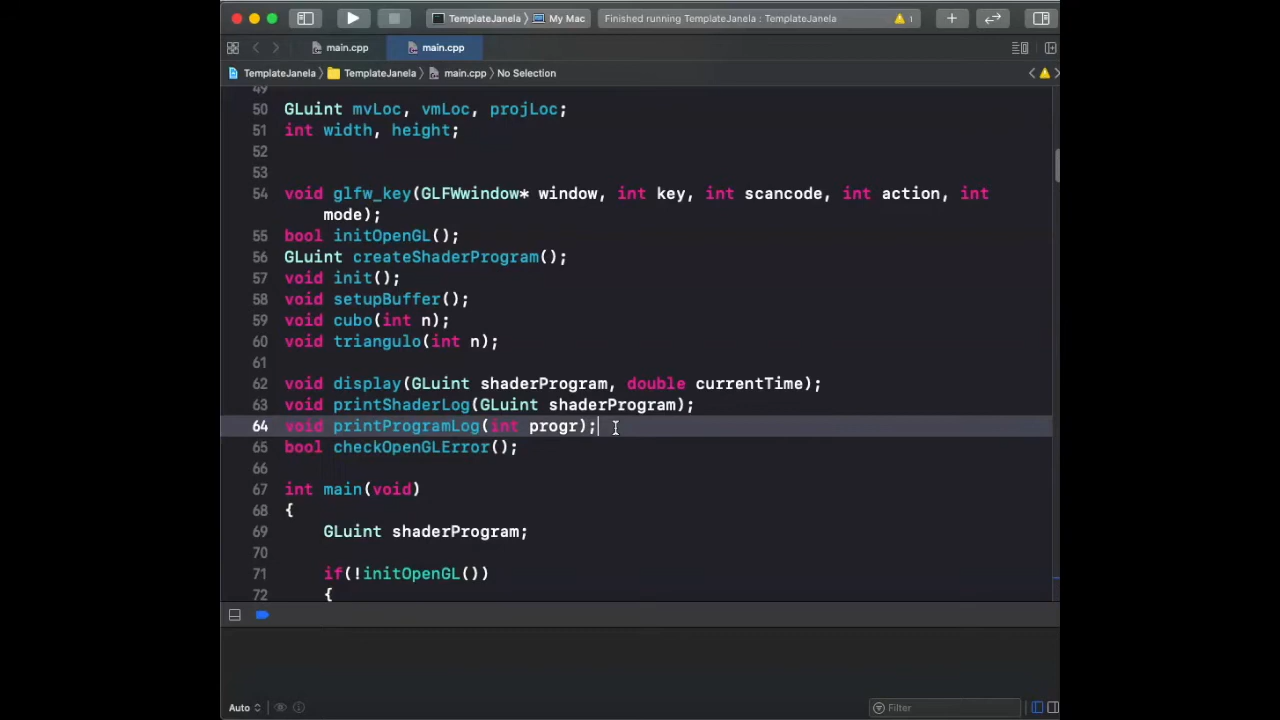 TemplateJanela 〉 My Mac
Finished running TemplateJanela : TemplateJanela
1
main.cpp
main.cpp
TemplateJanela 〉 TemplateJanela 〉 main.cpp 〉 No Selection
49
50 GLuint mvLoc, vmLoc, projLoc;
51 int width, height;
52
53
54 void glfw_key(GLFWwindow* window, int key, int scancode, int action, int
mode);
55 bool initOpenGL();
56 GLuint createShaderProgram();
57 void init();
58 void setupBuffer();
59 void cubo(int n);
60 void triangulo(int n);
61
62 void display(GLuint shaderProgram, double currentTime);
63 void printShaderLog(GLuint shaderProgram);
64 void printProgramLog(int progr);
65 bool checkOpenGLError();
66
67 int main(void)
68 {
69 GLuint shaderProgram;
70
71 if(!initOpenGL())
72 {
Auto
Filter